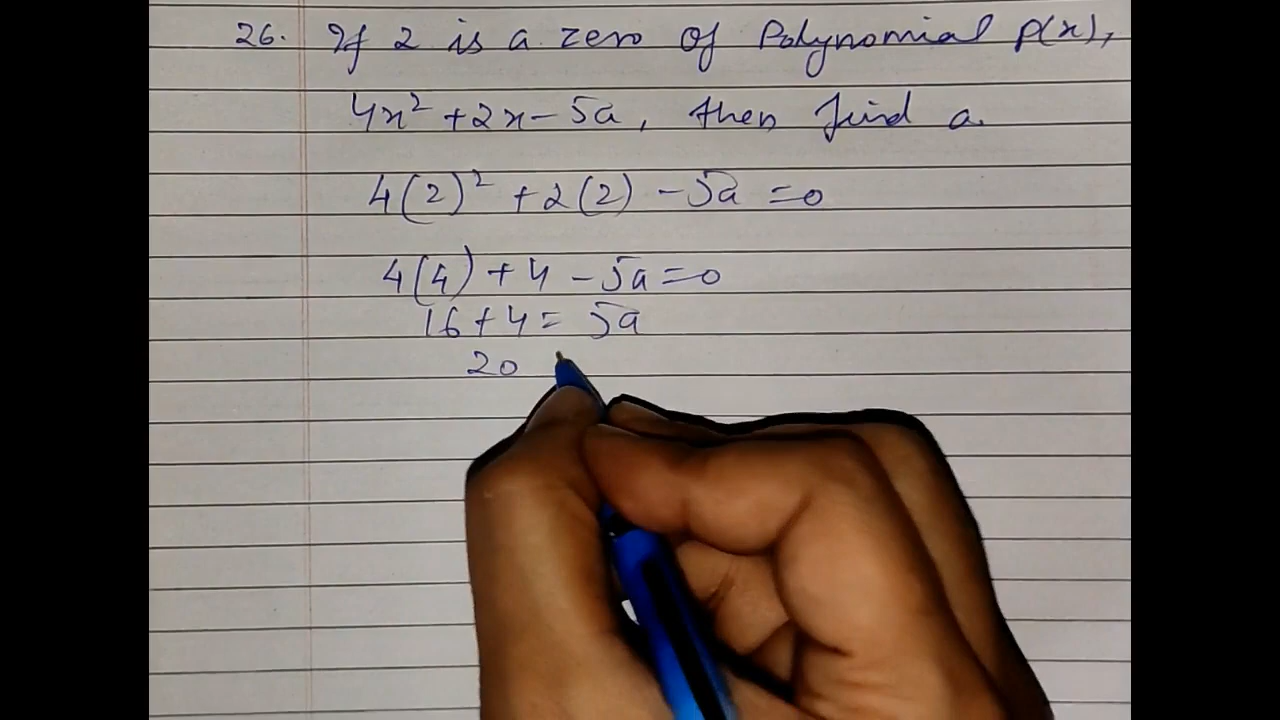 26. If 2 is a zero of Polynomial p(x),
4x² + 2x - 5a, then find a.
4(2)² + 2(2) - 5a = 0
4(4) + 4 - 5a = 0
16 + 4 = 5a
20